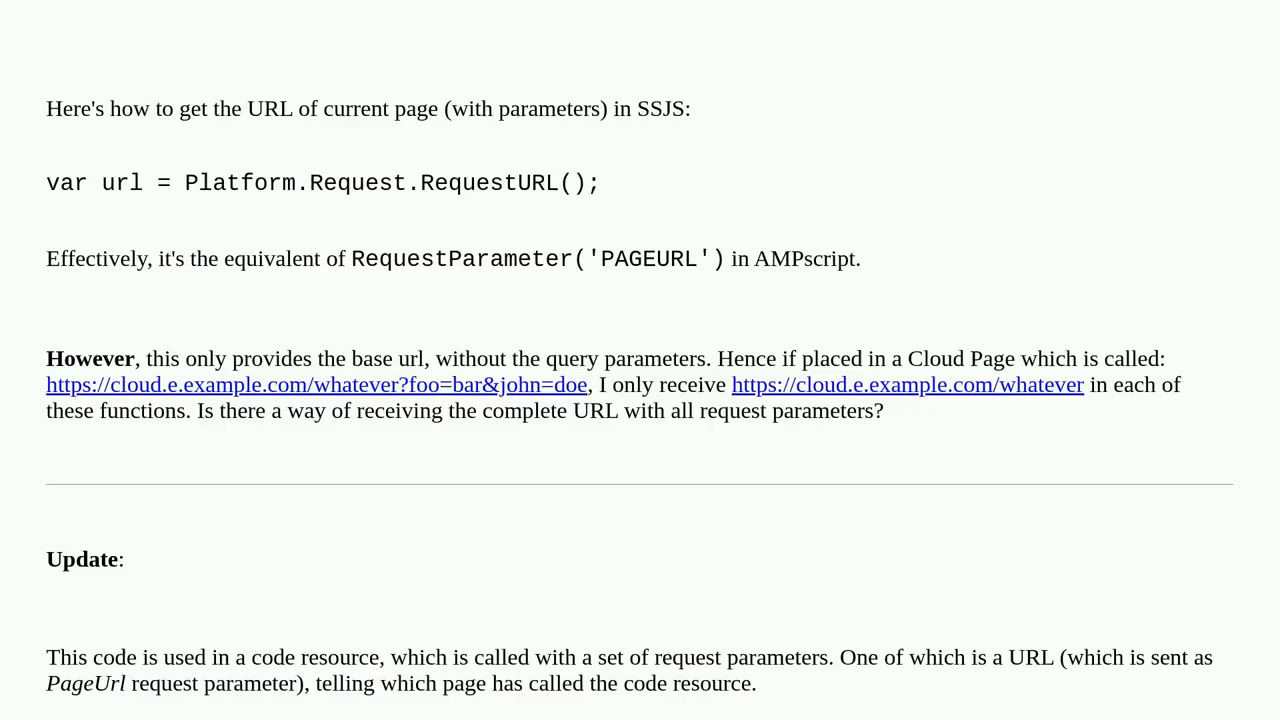 Here's how to get the URL of current page (with parameters) in SSJS:
var url = Platform.Request.RequestURL();
Effectively, it's the equivalent of RequestParameter('PAGEURL') in AMPscript.
However, this only provides the base url, without the query parameters. Hence if placed in a Cloud Page which is called:
https://cloud.e.example.com/whatever?foo=bar&john=doe, I only receive https://cloud.e.example.com/whatever in each of
these functions. Is there a way of receiving the complete URL with all request parameters?
Update:
This code is used in a code resource, which is called with a set of request parameters. One of which is a URL (which is sent as
PageUrl request parameter), telling which page has called the code resource.